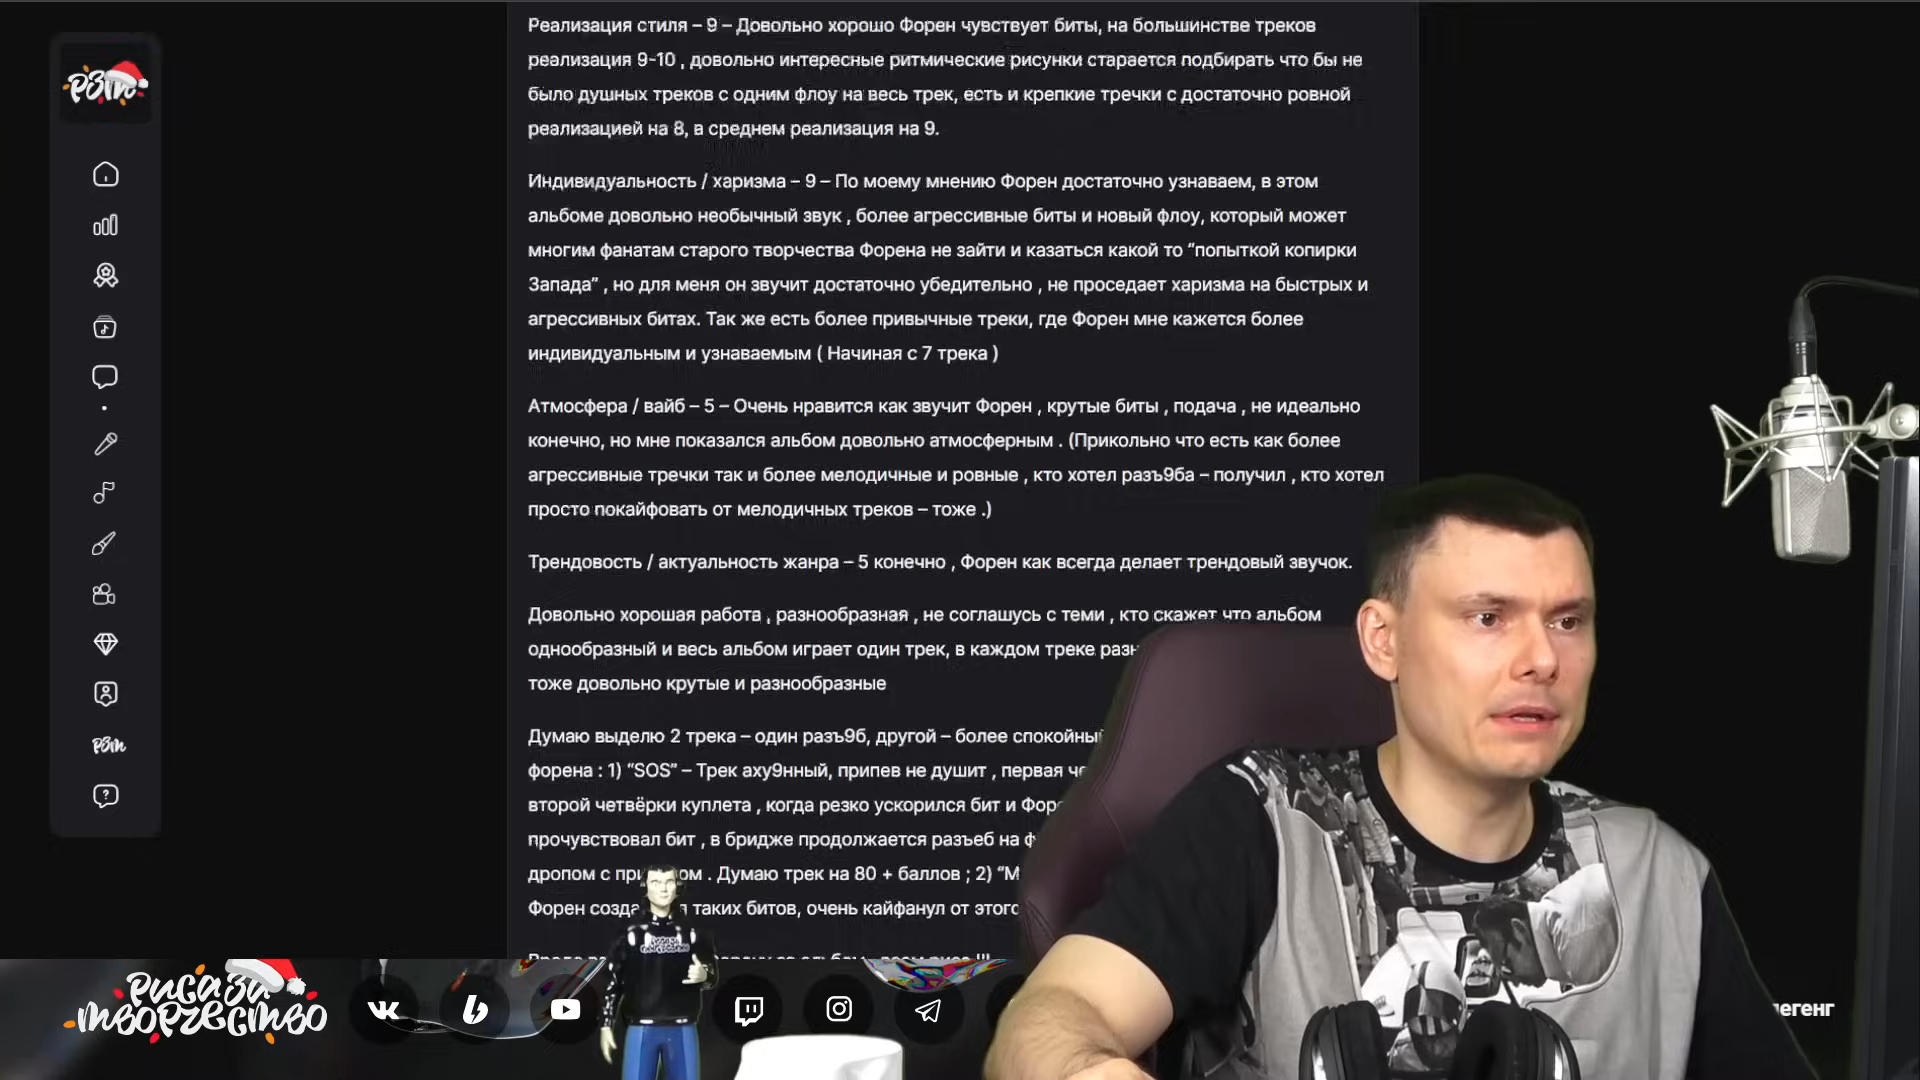 Реализация стиля – 9 – Довольно хорошо Форен чувствует биты, на большинстве треков
реализация 9-10 , довольно интересные ритмические рисунки старается подбирать что бы не
было душных треков с одним флоу на весь трек, есть и крепкие тречки с достаточно ровной
реализацией на 8, в среднем реализация на 9.
Индивидуальность / харизма – 9 – По моему мнению Форен достаточно узнаваем, в этом
альбоме довольно необычный звук , более агрессивные биты и новый флоу, который может
многим фанатам старого творчества Форена не зайти и казаться какой то “попыткой копирки
Запада” , но для меня он звучит достаточно убедительно , не проседает харизма на быстрых и
агрессивных битах. Так же есть более привычные треки, где Форен мне кажется более
индивидуальным и узнаваемым ( Начиная с 7 трека )
Атмосфера / вайб – 5 – Очень нравится как звучит Форен , крутые биты , подача , не идеально
конечно, но мне показался альбом довольно атмосферным . (Прикольно что есть как более
агрессивные тречки так и более мелодичные и ровные , кто хотел разъ9ба – получил , кто хотел
просто покайфовать от мелодичных треков – тоже .)
Трендовость / актуальность жанра – 5 конечно , Форен как всегда делает трендовый звучок.
Довольно хорошая работа , разнообразная , не соглашусь с теми , кто скажет что альбом
однообразный и весь альбом играет один трек, в каждом треке
тоже довольно крутые и разнообразные
Думаю выделю 2 трека – один разъ9б, другой – более спокойный
форена : 1) “SOS” – Трек аху9нный, припев не душит , первая
второй четвёрки куплета , когда резко ускорился бит и
прочувствовал бит , в бридже продолжается разъеб на
дропом с . Думаю трек на 80 + баллов ; 2)
Форен таких битов, очень кайфанул от этого
РЗТ
РЗТ
риса за
творчество